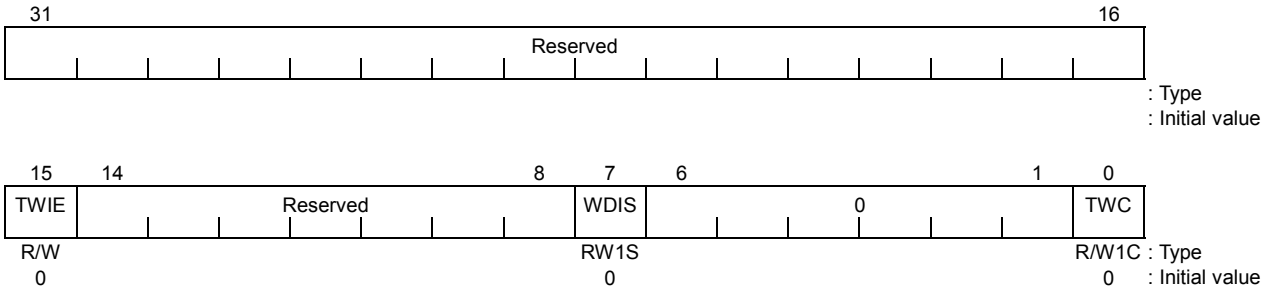 31 16
Reserved
: Type
: Initial value
15 14 8 7 6 1 0
TWIE Reserved WDIS 0 TWC
R/W RW1S R/W1C : Type
0 0 0 : Initial value